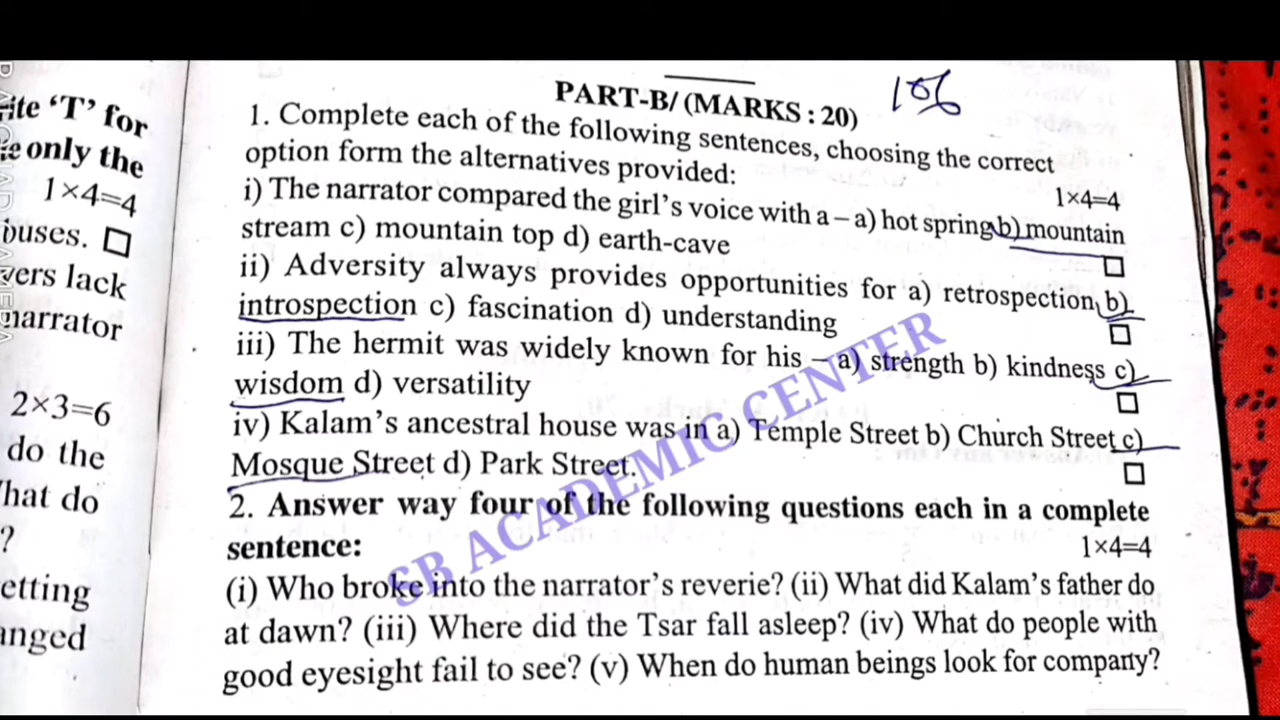 PART-B/ (MARKS : 20)
106
1. Complete each of the following sentences, choosing the correct
option form the alternatives provided:
1×4=4
i) The narrator compared the girl's voice with a – a) hot spring b) mountain
stream c) mountain top d) earth-cave
ii) Adversity always provides opportunities for a) retrospection b)
introspection c) fascination d) understanding
iii) The hermit was widely known for his – a) strength b) kindness c)
wisdom d) versatility
iv) Kalam's ancestral house was in a) Temple Street b) Church Street c)
Mosque Street d) Park Street.
2. Answer way four of the following questions each in a complete
sentence:
1×4=4
(i) Who broke into the narrator's reverie? (ii) What did Kalam's father do
at dawn? (iii) Where did the Tsar fall asleep? (iv) What do people with
good eyesight fail to see? (v) When do human beings look for company?
SB ACADEMIC CENTER
'T' for
only the
1×4=4
buses.
lack
narrator
2×3=6
do the
do
?